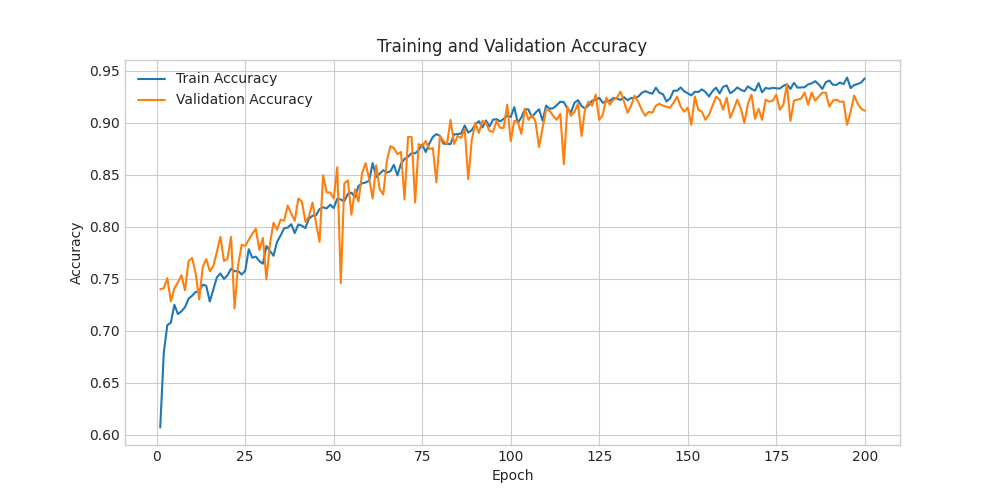 Training and Validation Accuracy
Train Accuracy
Validation Accuracy
Accuracy
0.95
0.90
0.85
0.80
0.75
0.70
0.65
0.60
0 25 50 75 100 125 150 175 200
Epoch